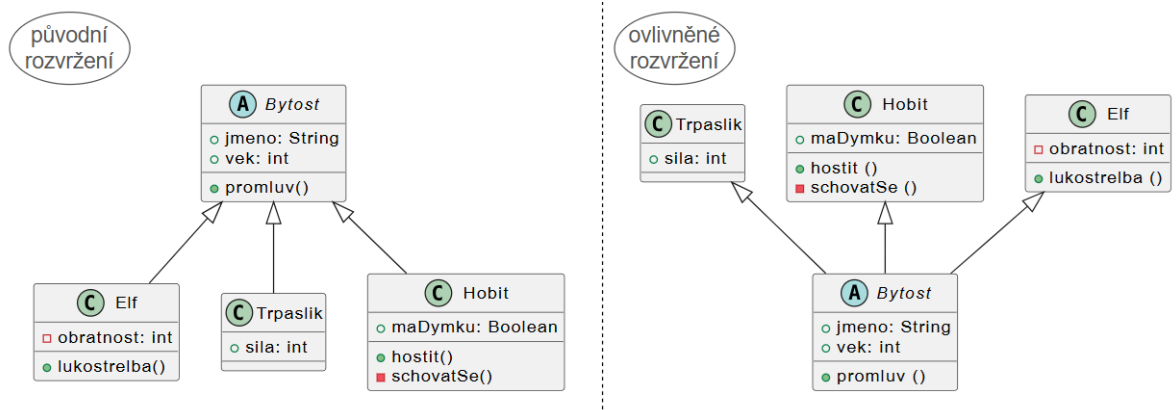 původní
rozvržení
A Bytost
jmeno: String
vek: int
promluv()
C Elf
obratnost: int
lukostrelba()
C Trpaslik
sila: int
C Hobit
maDymku: Boolean
hostit()
schovatSe()
ovlivněné
rozvržení
C Trpaslik
sila: int
C Hobit
maDymku: Boolean
hostit ()
schovatSe ()
C Elf
obratnost: int
lukostrelba ()
A Bytost
jmeno: String
vek: int
promluv ()